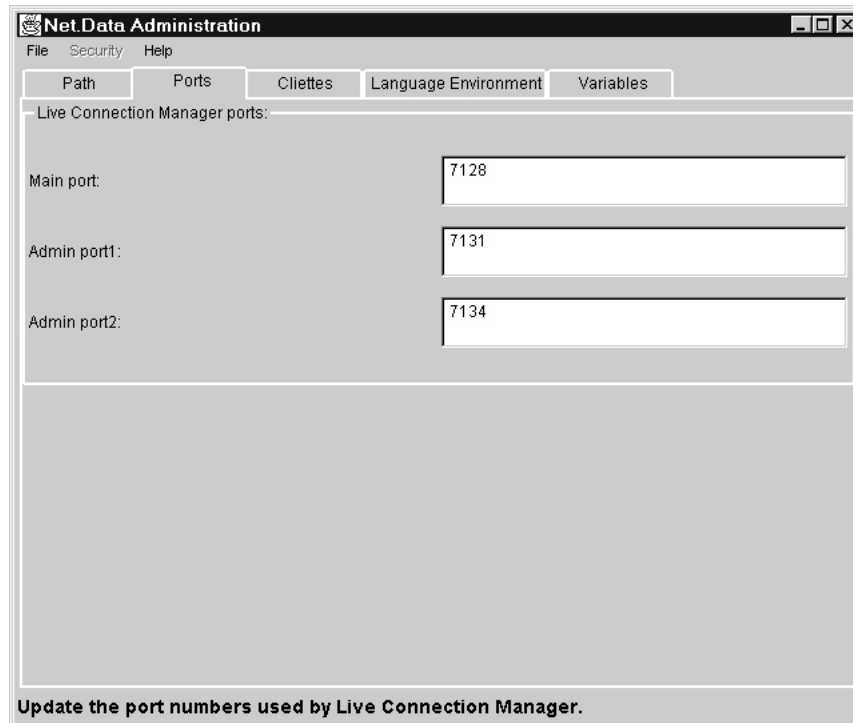 Net.Data Administration
File Security Help
Path Ports Cliettes Language Environment Variables
Live Connection Manager ports:
Main port: 7128
Admin port1: 7131
Admin port2: 7134
Update the port numbers used by Live Connection Manager.